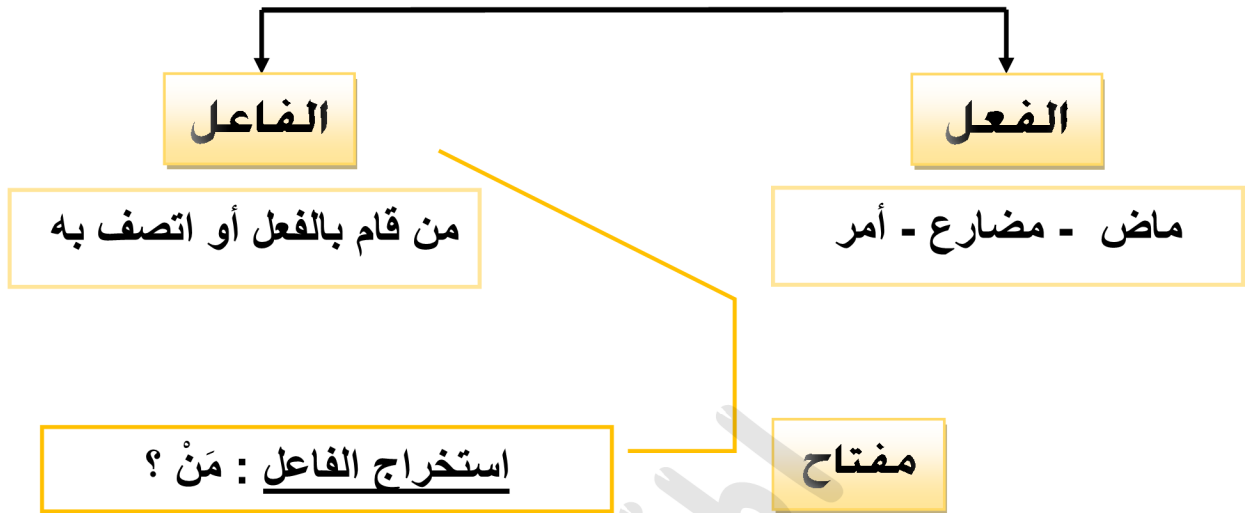 الفعل
الفاعل
ماض - مضارع - أمر
من قام بالفعل أو اتصف به
مفتاح
استخراج الفاعل : مَنْ ؟